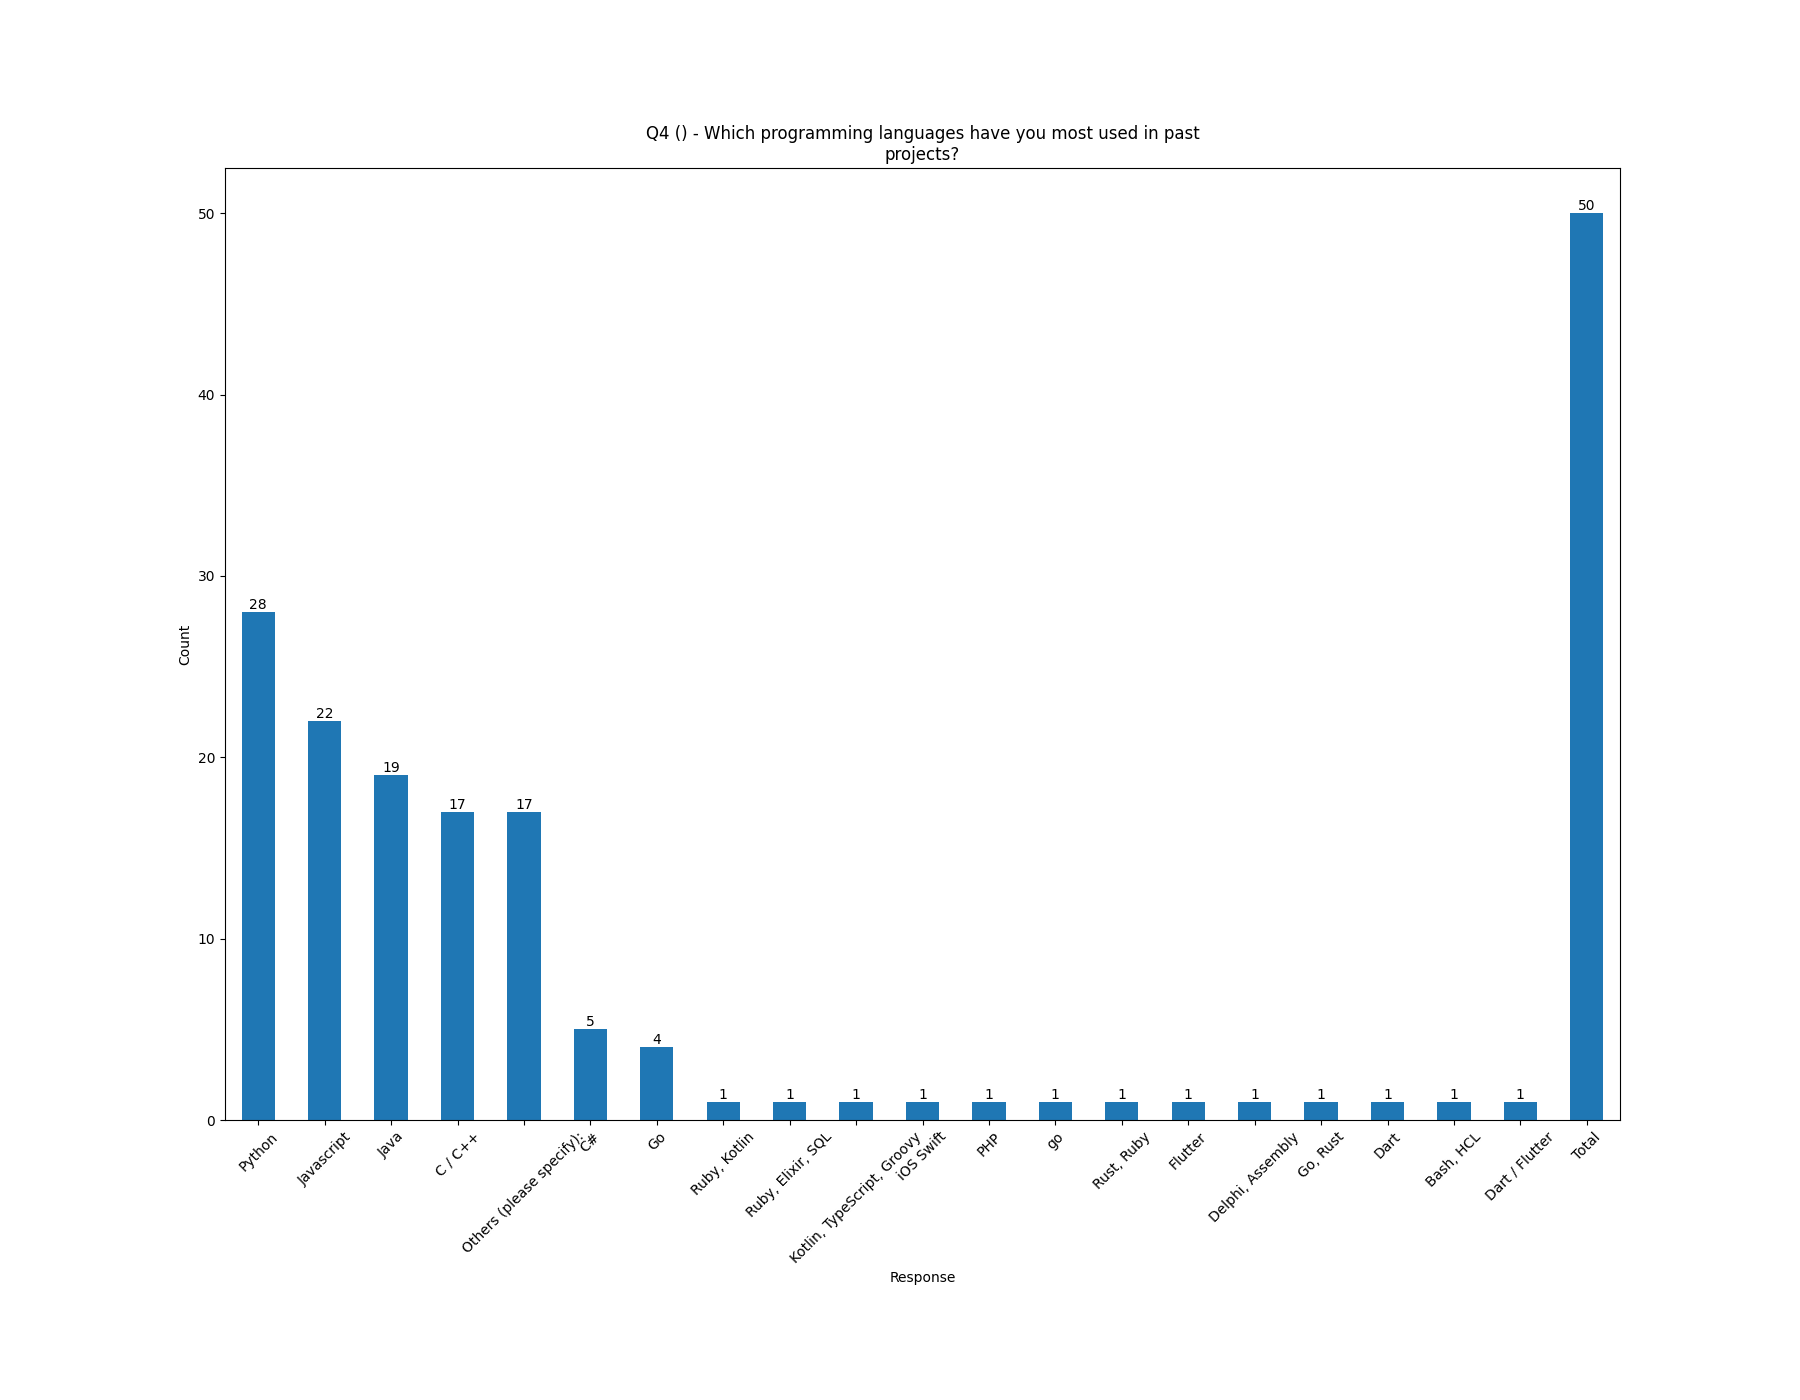 Q4 () - Which programming languages have you most used in past
projects?
50
40
30
20
10
0
Count
28
22
19
17
17
5
4
1
1
1
1
1
1
1
1
1
1
1
1
1
50
Python
Javascript
Java
C / C++
Others (please specify):
C#
Go
Ruby, Kotlin
Ruby, Elixir, SQL
Kotlin, TypeScript, Groovy
iOS Swift
PHP
go
Rust, Ruby
Flutter
Delphi, Assembly
Go, Rust
Dart
Bash, HCL
Dart / Flutter
Total
Response